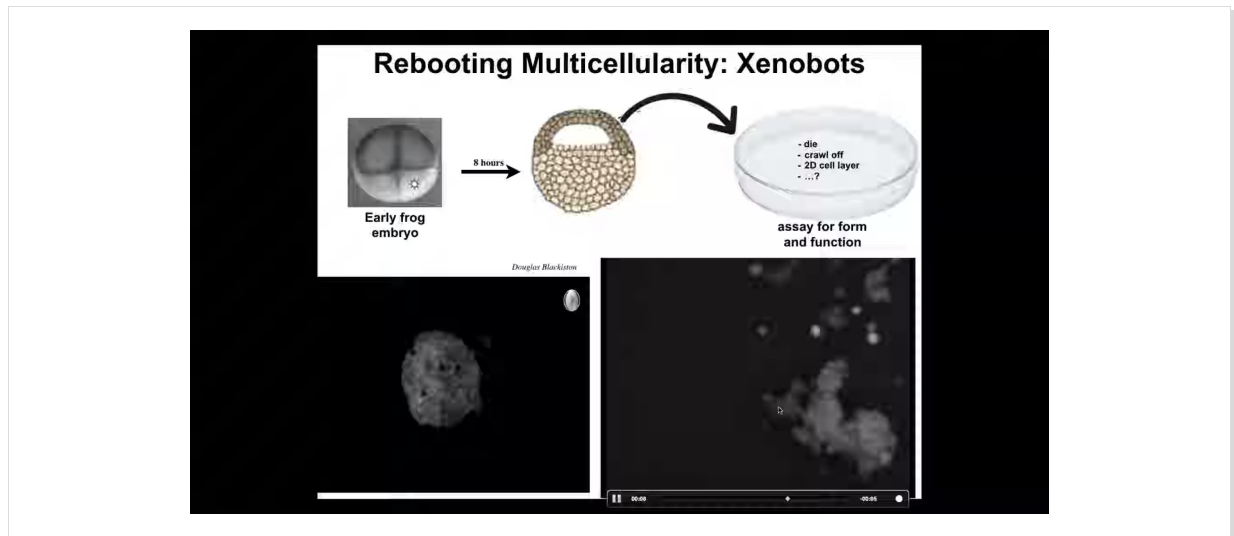 Rebooting Multicellularity: Xenobots
8 hours
- die
- crawl off
- 2D cell layer
- ...?
Early frog
embryo
assay for form
and function
Douglas Blackiston
00:00
-00:05